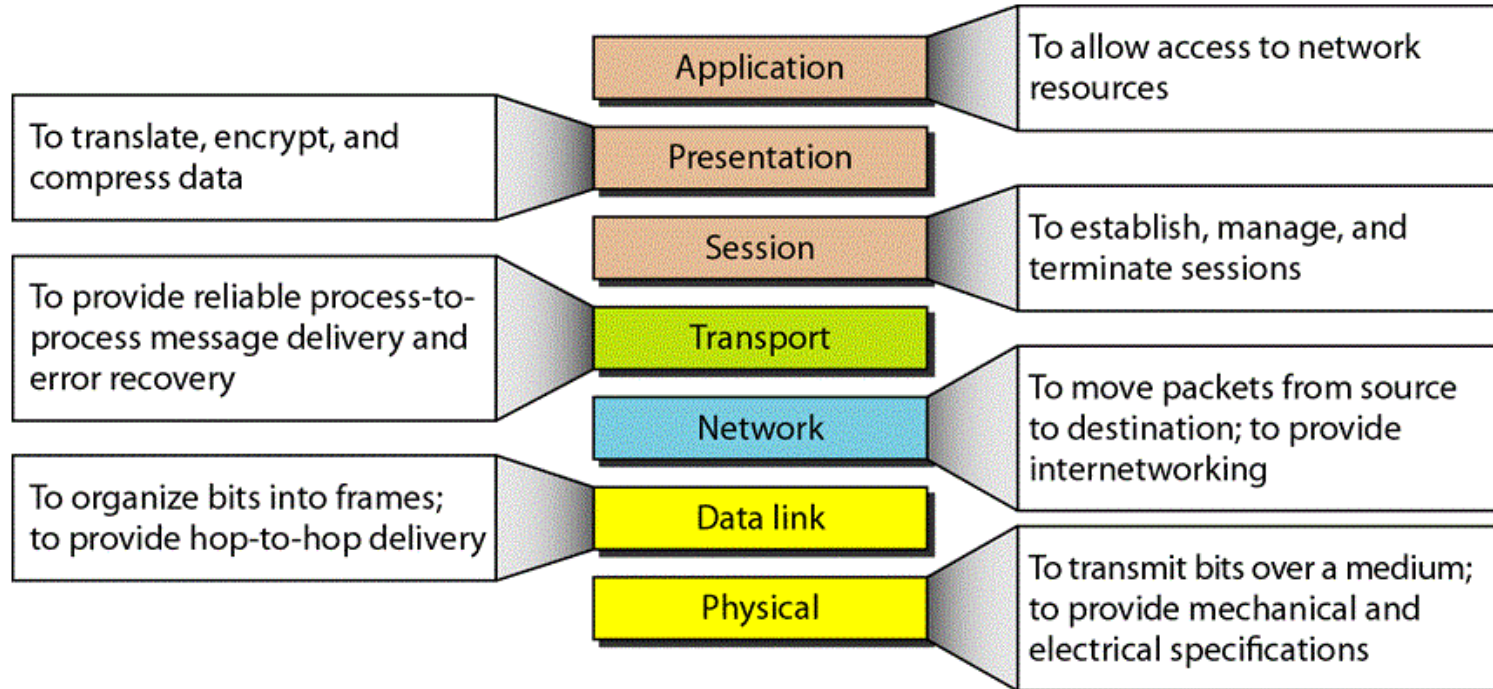 Application
To allow access to network
resources
To translate, encrypt, and
compress data
Presentation
Session
To establish, manage, and
terminate sessions
To provide reliable process-to-
process message delivery and
error recovery
Transport
Network
To move packets from source
to destination; to provide
internetworking
To organize bits into frames;
to provide hop-to-hop delivery
Data link
Physical
To transmit bits over a medium;
to provide mechanical and
electrical specifications